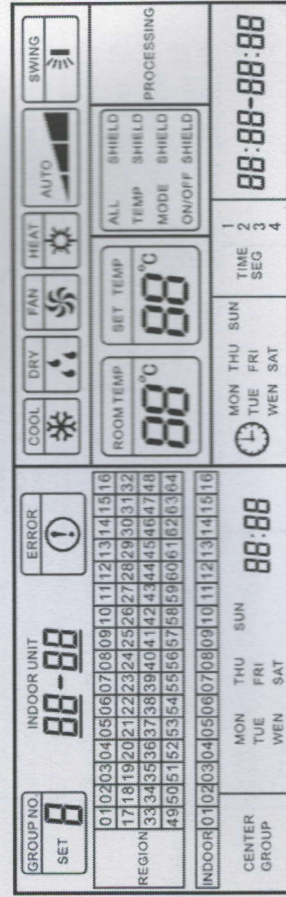 GROUP NO. INDOOR UNIT ERROR COOL DRY FAN HEAT AUTO SWING
SET 8 88-88
REGION
01 02 03 04 05 06 07 08 09 10 11 12 13 14 15 16
17 18 19 20 21 22 23 24 25 26 27 28 29 30 31 32
33 34 35 36 37 38 39 40 41 42 43 44 45 46 47 48
49 50 51 52 53 54 55 56 57 58 59 60 61 62 63 64
ROOM TEMP SET TEMP
88°C 88°C
ALL SHIELD
TEMP SHIELD
MODE SHIELD
ON/OFF SHIELD
PROCESSING
INDOOR 01 02 03 04 05 06 07 08 09 10 11 12 13 14 15 16
CENTER
GROUP
MON THU SUN
TUE FRI
WEN SAT
88:88
MON THU SUN
TUE FRI
WEN SAT
TIME
SEG
1
2
3
4
88:88-88:88